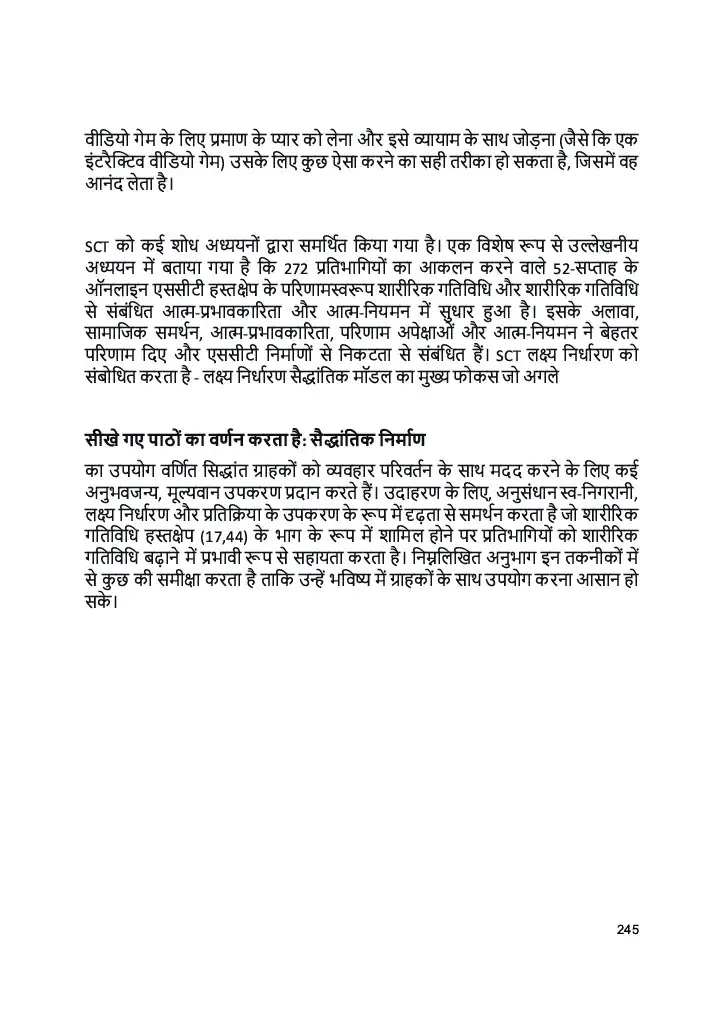 वीडियो गेम के लिए प्रमाण के प्यार को लेना और इसे व्यायाम के साथ जोड़ना (जैसे कि एक
इंटरैक्टिव वीडियो गेम) उसके लिए कुछ ऐसा करने का सही तरीका हो सकता है, जिसमें वह
आनंद लेता है।
SCT को कई शोध अध्ययनों द्वारा समर्थित किया गया है। एक विशेष रूप से उल्लेखनीय
अध्ययन में बताया गया है कि 272 प्रतिभागियों का आकलन करने वाले 52-सप्ताह के
ऑनलाइन एससीटी हस्तक्षेप के परिणामस्वरूप शारीरिक गतिविधि और शारीरिक गतिविधि
से संबंधित आत्म-प्रभावकारिता और आत्म-नियमन में सुधार हुआ है। इसके अलावा,
सामाजिक समर्थन, आत्म-प्रभावकारिता, परिणाम अपेक्षाओं और आत्म-नियमन ने बेहतर
परिणाम दिए और एससीटी निर्माणों से निकटता से संबंधित हैं। SCT लक्ष्य निर्धारण को
संबोधित करता है - लक्ष्य निर्धारण सैद्धांतिक मॉडल का मुख्य फोकस जो अगले
सीखे गए पाठों का वर्णन करता है: सैद्धांतिक निर्माण
का उपयोग वर्णित सिद्धांत ग्राहकों को व्यवहार परिवर्तन के साथ मदद करने के लिए कई
अनुभवजन्य, मूल्यवान उपकरण प्रदान करते हैं। उदाहरण के लिए, अनुसंधान स्व-निगरानी,
लक्ष्य निर्धारण और प्रतिक्रिया के उपकरण के रूप में दृढ़ता से समर्थन करता है जो शारीरिक
गतिविधि हस्तक्षेप (17,44) के भाग के रूप में शामिल होने पर प्रतिभागियों को शारीरिक
गतिविधि बढ़ाने में प्रभावी रूप से सहायता करता है। निम्नलिखित अनुभाग इन तकनीकों में
से कुछ की समीक्षा करता है ताकि उन्हें भविष्य में ग्राहकों के साथ उपयोग करना आसान हो
सके।
245